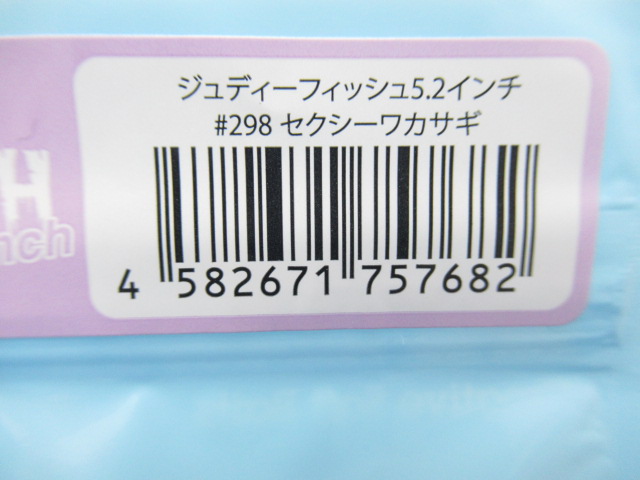 ジュディーフィッシュ5.2インチ
#298 セクシーワカサギ
H
nch
4 582671 757682